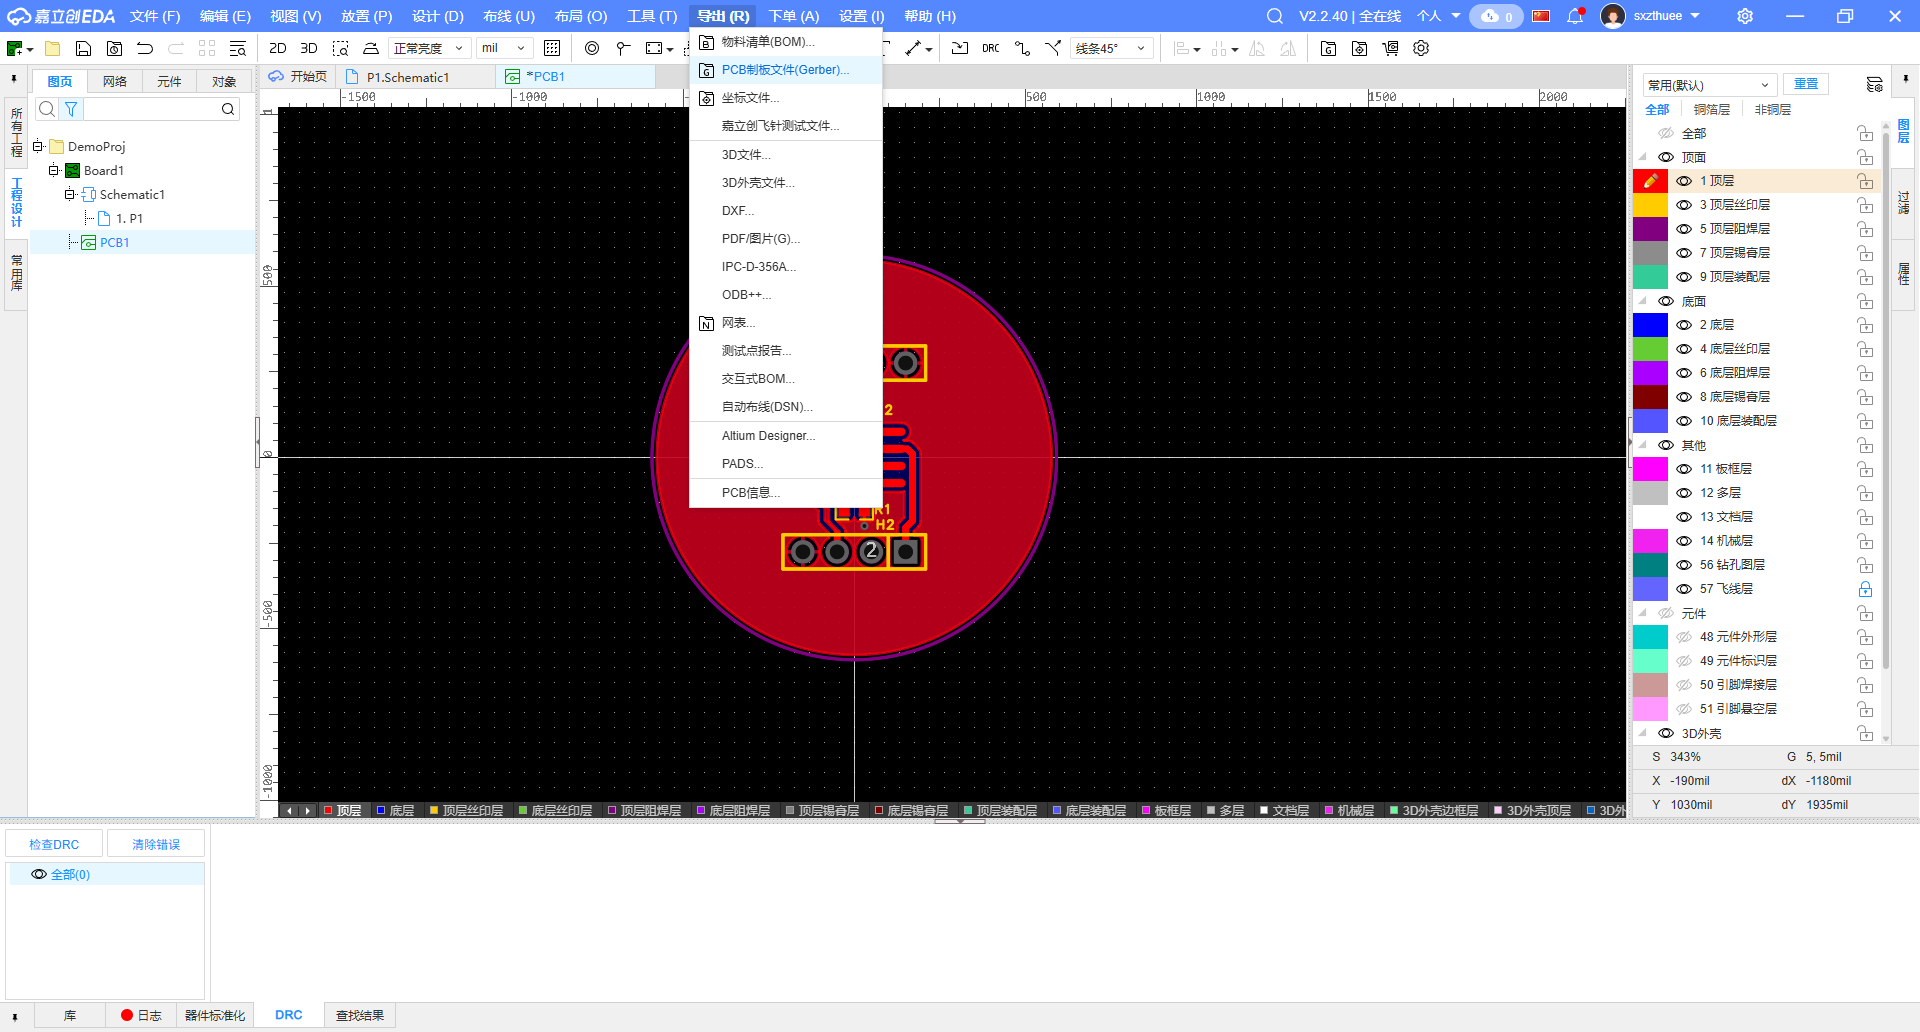 嘉立创EDA 文件 (F) 编辑 (E) 视图 (V) 放置 (P) 设计 (D) 布线 (U) 布局 (O) 工具 (T) 导出 (R) 下单 (A) 设置 (I) 帮助 (H) V2.2.40 | 全在线 个人 0 sxzthuee
2D 3D 正常亮度 mil DRC 线条45°
图页 网络 元件 对象
开始页 P1.Schematic1 *PCB1
所有工程
工程设计
常用库
DemoProj
Board1
Schematic1
1. P1
PCB1
物料清单(BOM)...
PCB制板文件(Gerber)...
坐标文件...
嘉立创飞针测试文件...
3D文件...
3D外壳文件...
DXF...
PDF/图片(G)...
IPC-D-356A...
ODB++...
网表...
测试点报告...
交互式BOM...
自动布线(DSN)...
Altium Designer...
PADS...
PCB信息...
-1500 -1000 500 1000 1500 2000
500
0
-500
-1000
2
R1
H2
2
常用(默认) 重置
全部 铜箔层 非铜层
全部
顶面
1 顶层
3 顶层丝印层
5 顶层阻焊层
7 顶层锡膏层
9 顶层装配层
底面
2 底层
4 底层丝印层
6 底层阻焊层
8 底层锡膏层
10 底层装配层
其他
11 板框层
12 多层
13 文档层
14 机械层
56 钻孔图层
57 飞线层
元件
48 元件外形层
49 元件标识层
50 引脚焊接层
51 引脚悬空层
3D外壳
图层
过滤
属性
S 343% G 5, 5mil
X -190mil dX -1180mil
Y 1030mil dY 1935mil
顶层 底层 顶层丝印层 底层丝印层 顶层阻焊层 底层阻焊层 顶层锡膏层 底层锡膏层 顶层装配层 底层装配层 板框层 多层 文档层 机械层 3D外壳边框层 3D外壳顶层 3D外
检查DRC 清除错误
全部(0)
库 日志 器件标准化 DRC 查找结果